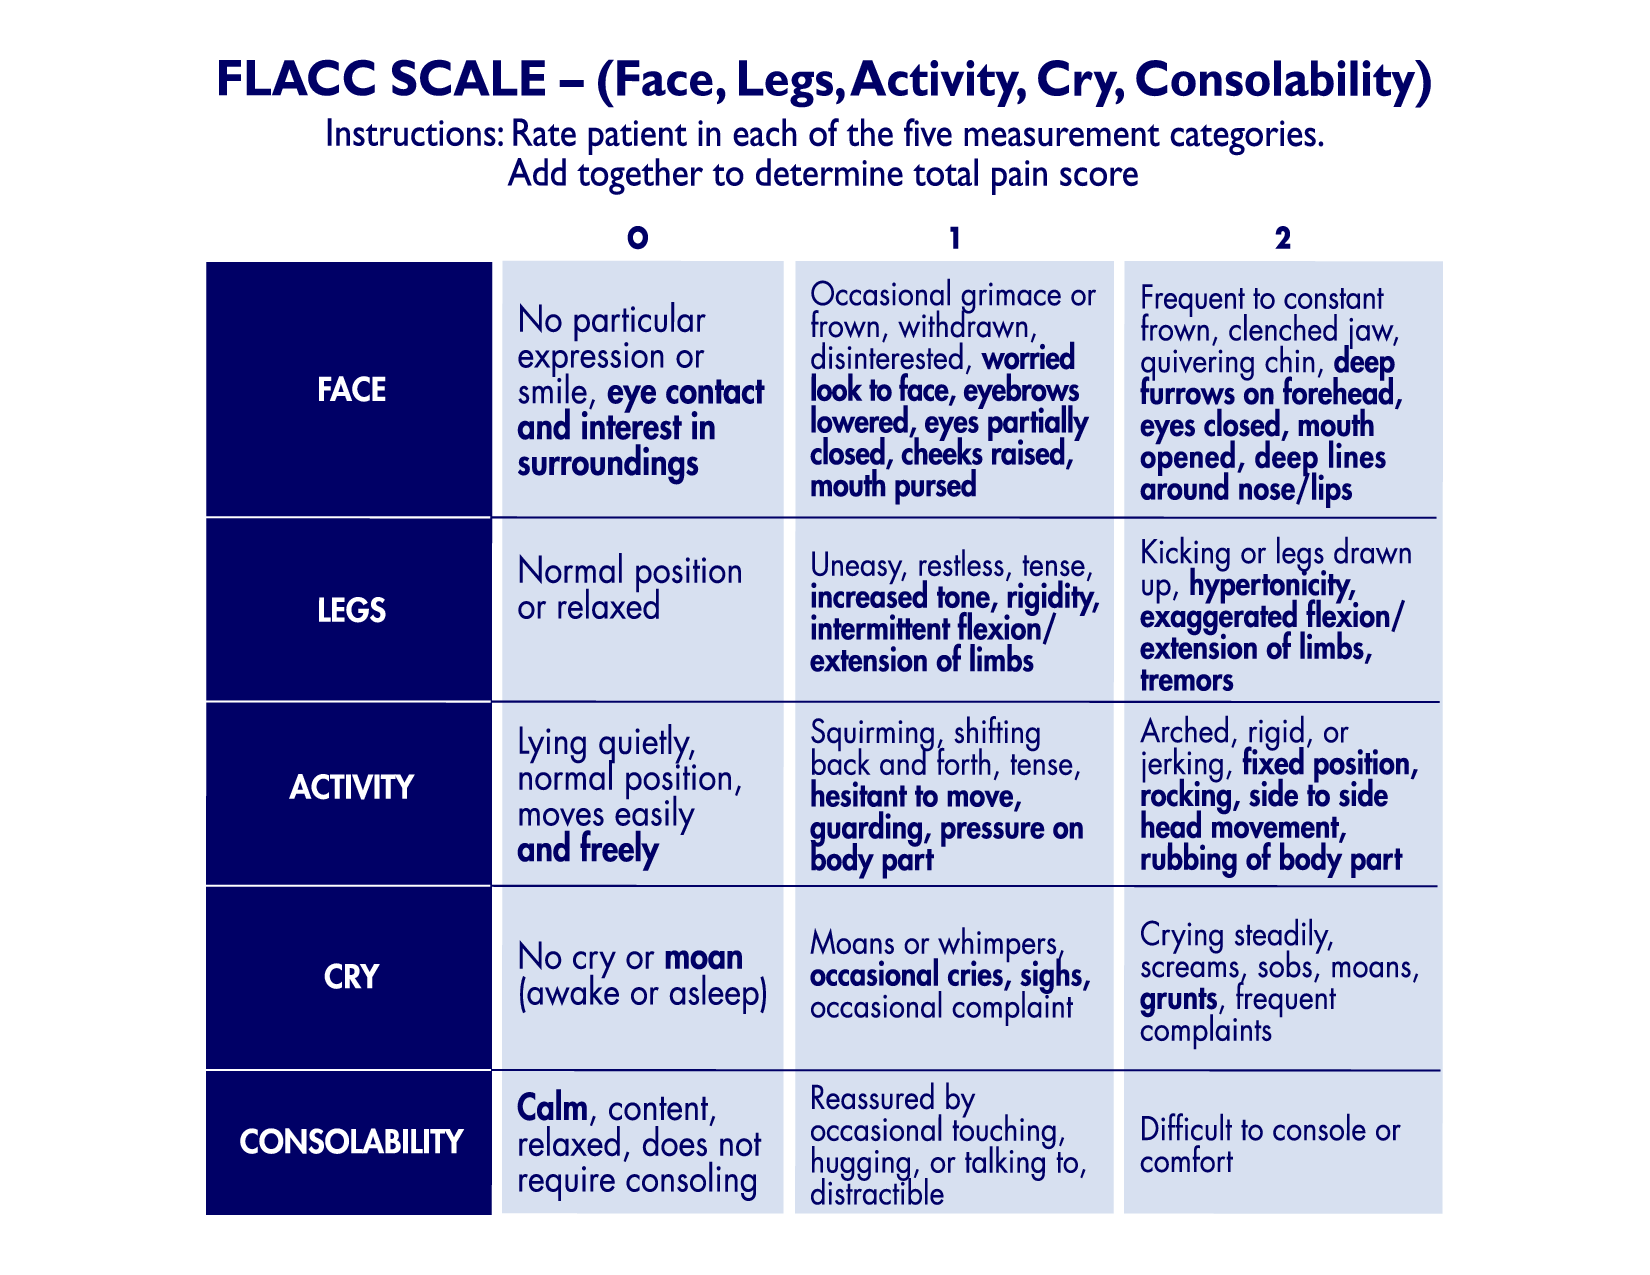 FLACC SCALE – (Face, Legs, Activity, Cry, Consolability)
Instructions: Rate patient in each of the five measurement categories.
Add together to determine total pain score
0
1
2
FACE
No particular
expression or
smile, eye contact
and interest in
surroundings
Occasional grimace or
frown, withdrawn,
disinterested, worried
look to face, eyebrows
lowered, eyes partially
closed, cheeks raised,
mouth pursed
Frequent to constant
frown, clenched jaw,
quivering chin, deep
furrows on forehead,
eyes closed, mouth
opened, deep lines
around nose/lips
LEGS
Normal position
or relaxed
Uneasy, restless, tense,
increased tone, rigidity,
intermittent flexion/
extension of limbs
Kicking or legs drawn
up, hypertonicity,
exaggerated flexion/
extension of limbs,
tremors
ACTIVITY
Lying quietly,
normal position,
moves easily
and freely
Squirming, shifting
back and forth, tense,
hesitant to move,
guarding, pressure on
body part
Arched, rigid, or
jerking, fixed position,
rocking, side to side
head movement,
rubbing of body part
CRY
No cry or moan
(awake or asleep)
Moans or whimpers,
occasional cries, sighs,
occasional complaint
Crying steadily,
screams, sobs, moans,
grunts, frequent
complaints
CONSOLABILITY
Calm, content,
relaxed, does not
require consoling
Reassured by
occasional touching,
hugging, or talking to,
distractible
Difficult to console or
comfort